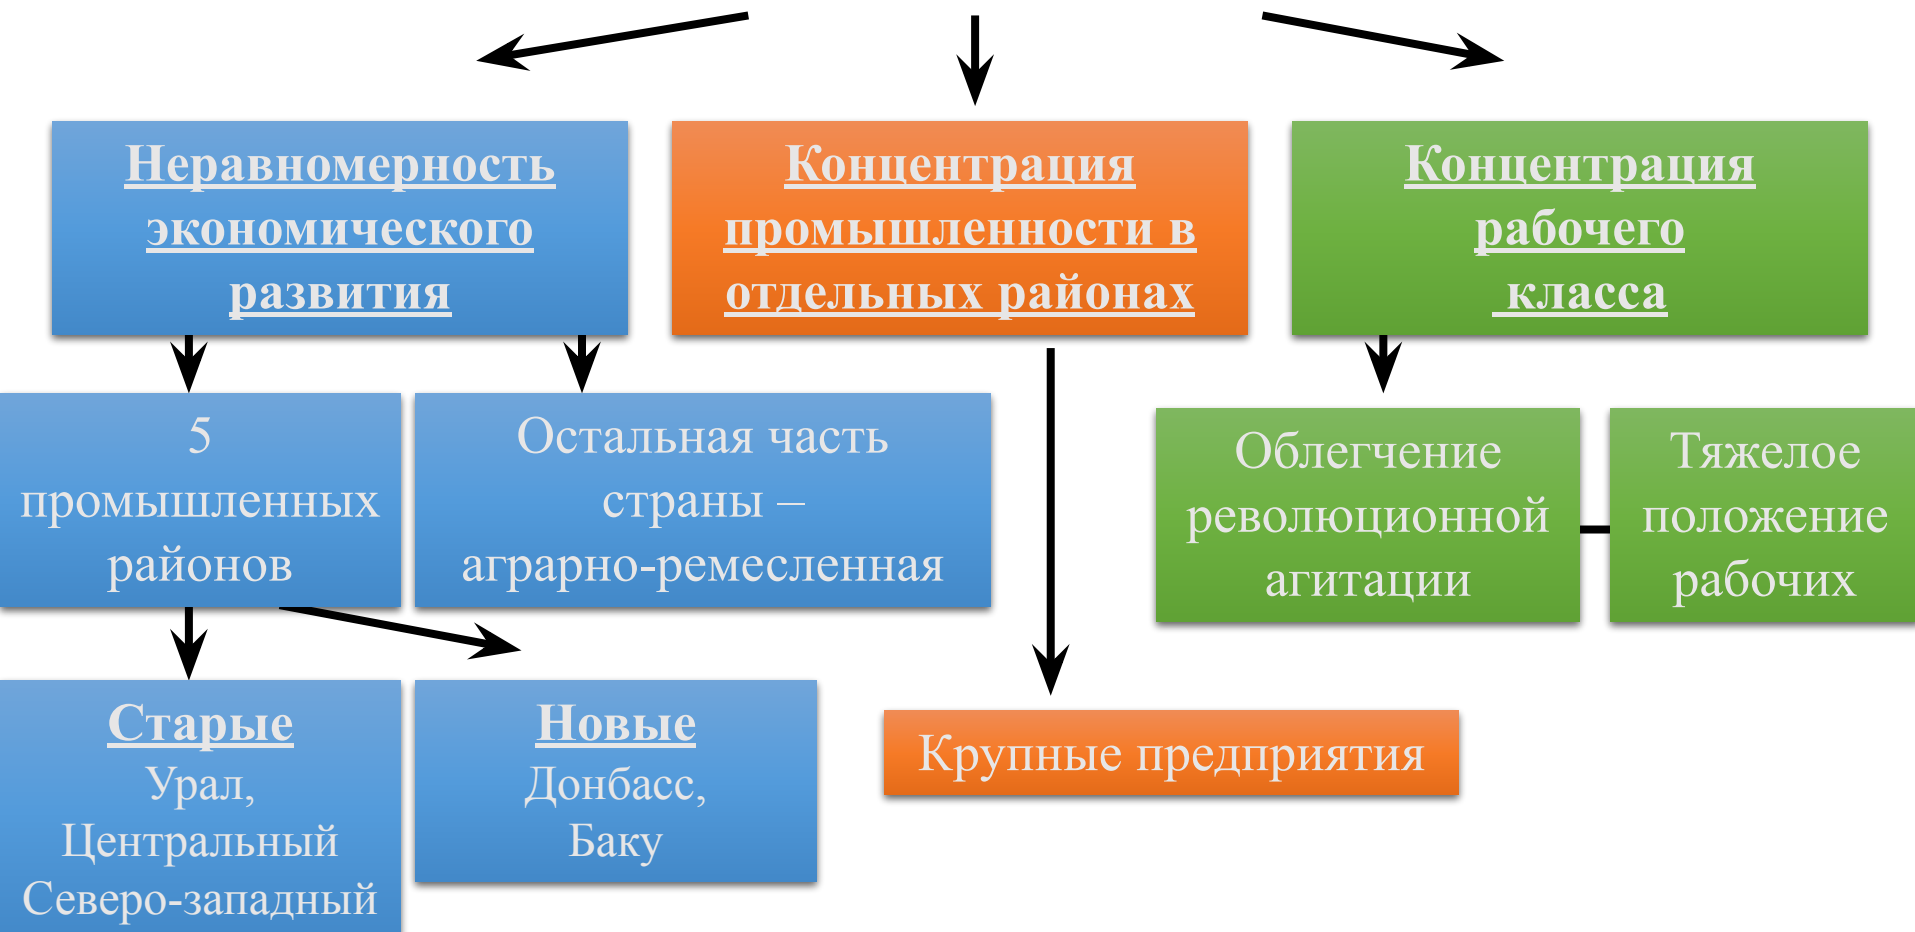 Неравномерность
экономического
развития
Концентрация
промышленности в
отдельных районах
Концентрация
рабочего
класса
5
промышленных
районов
Остальная часть
страны –
аграрно-ремесленная
Облегчение
революционной
агитации
Тяжелое
положение
рабочих
Старые
Урал,
Центральный
Северо-западный
Новые
Донбасс,
Баку
Крупные предприятия